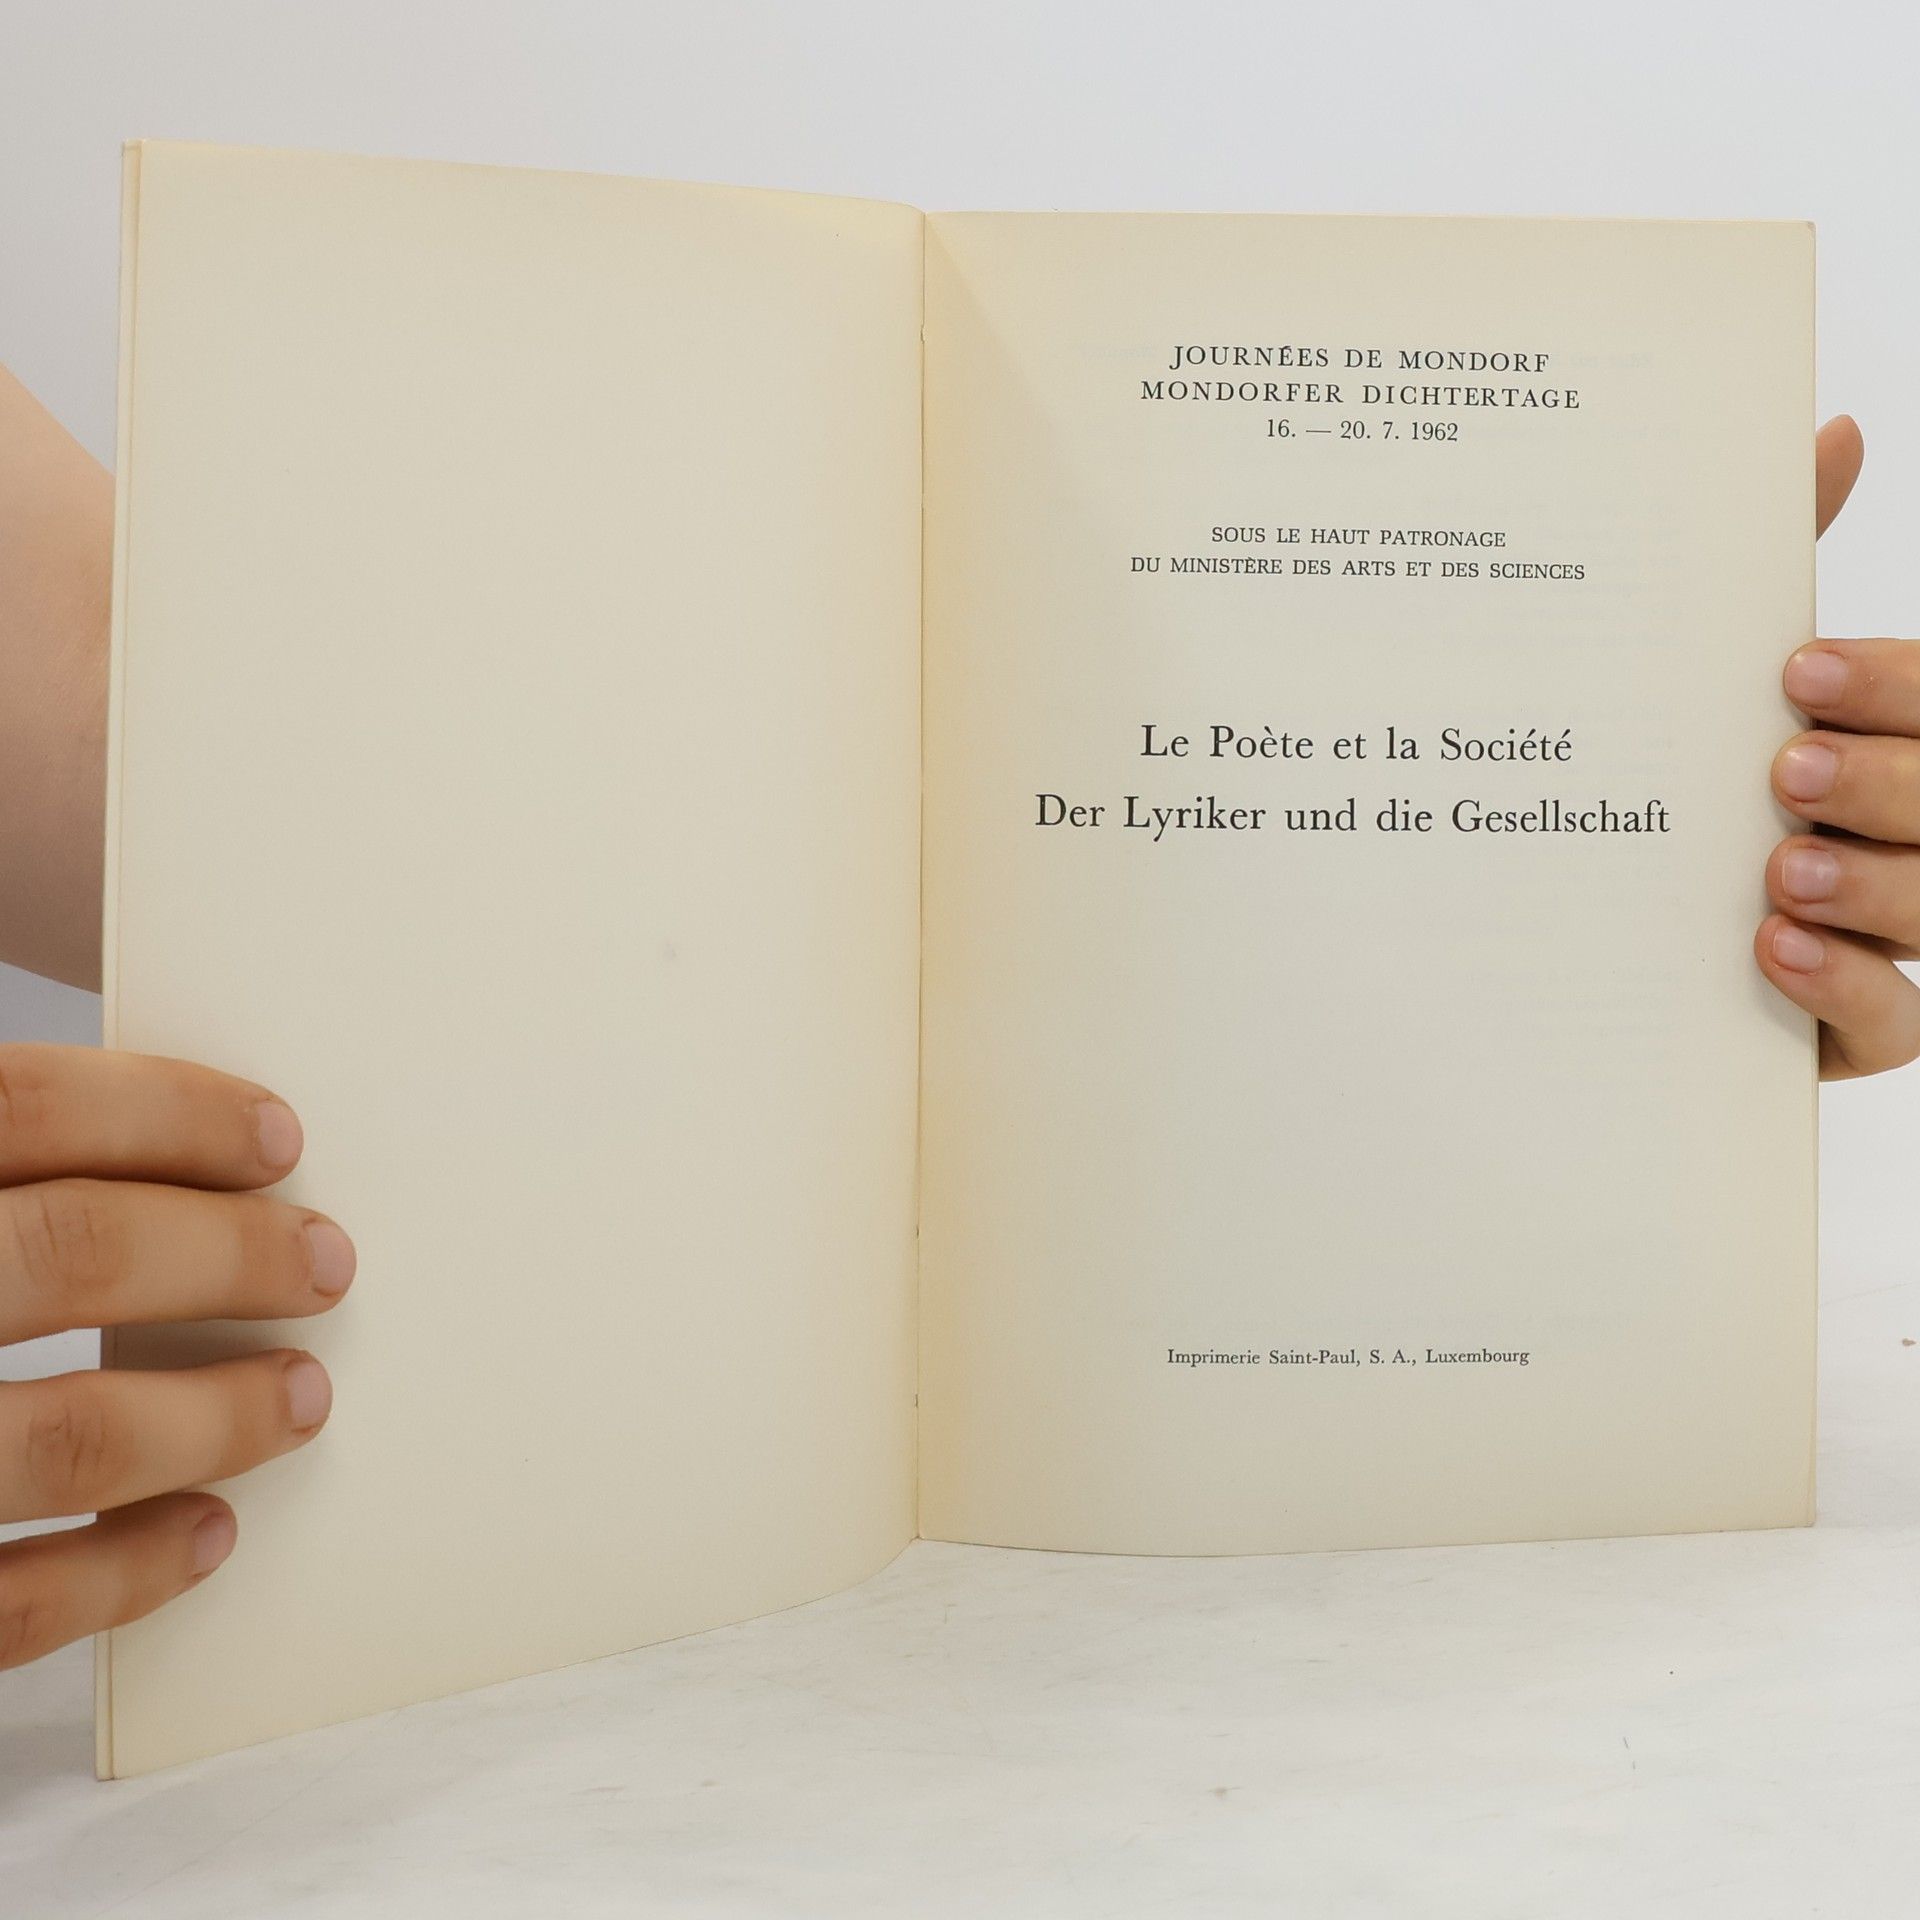 JOURNÉES DE MONDORF
MONDORFER DICHTERTAGE
16. — 20. 7. 1962
SOUS LE HAUT PATRONAGE
DU MINISTÈRE DES ARTS ET DES SCIENCES
Le Poète et la Société
Der Lyriker und die Gesellschaft
Imprimerie Saint-Paul, S. A., Luxembourg